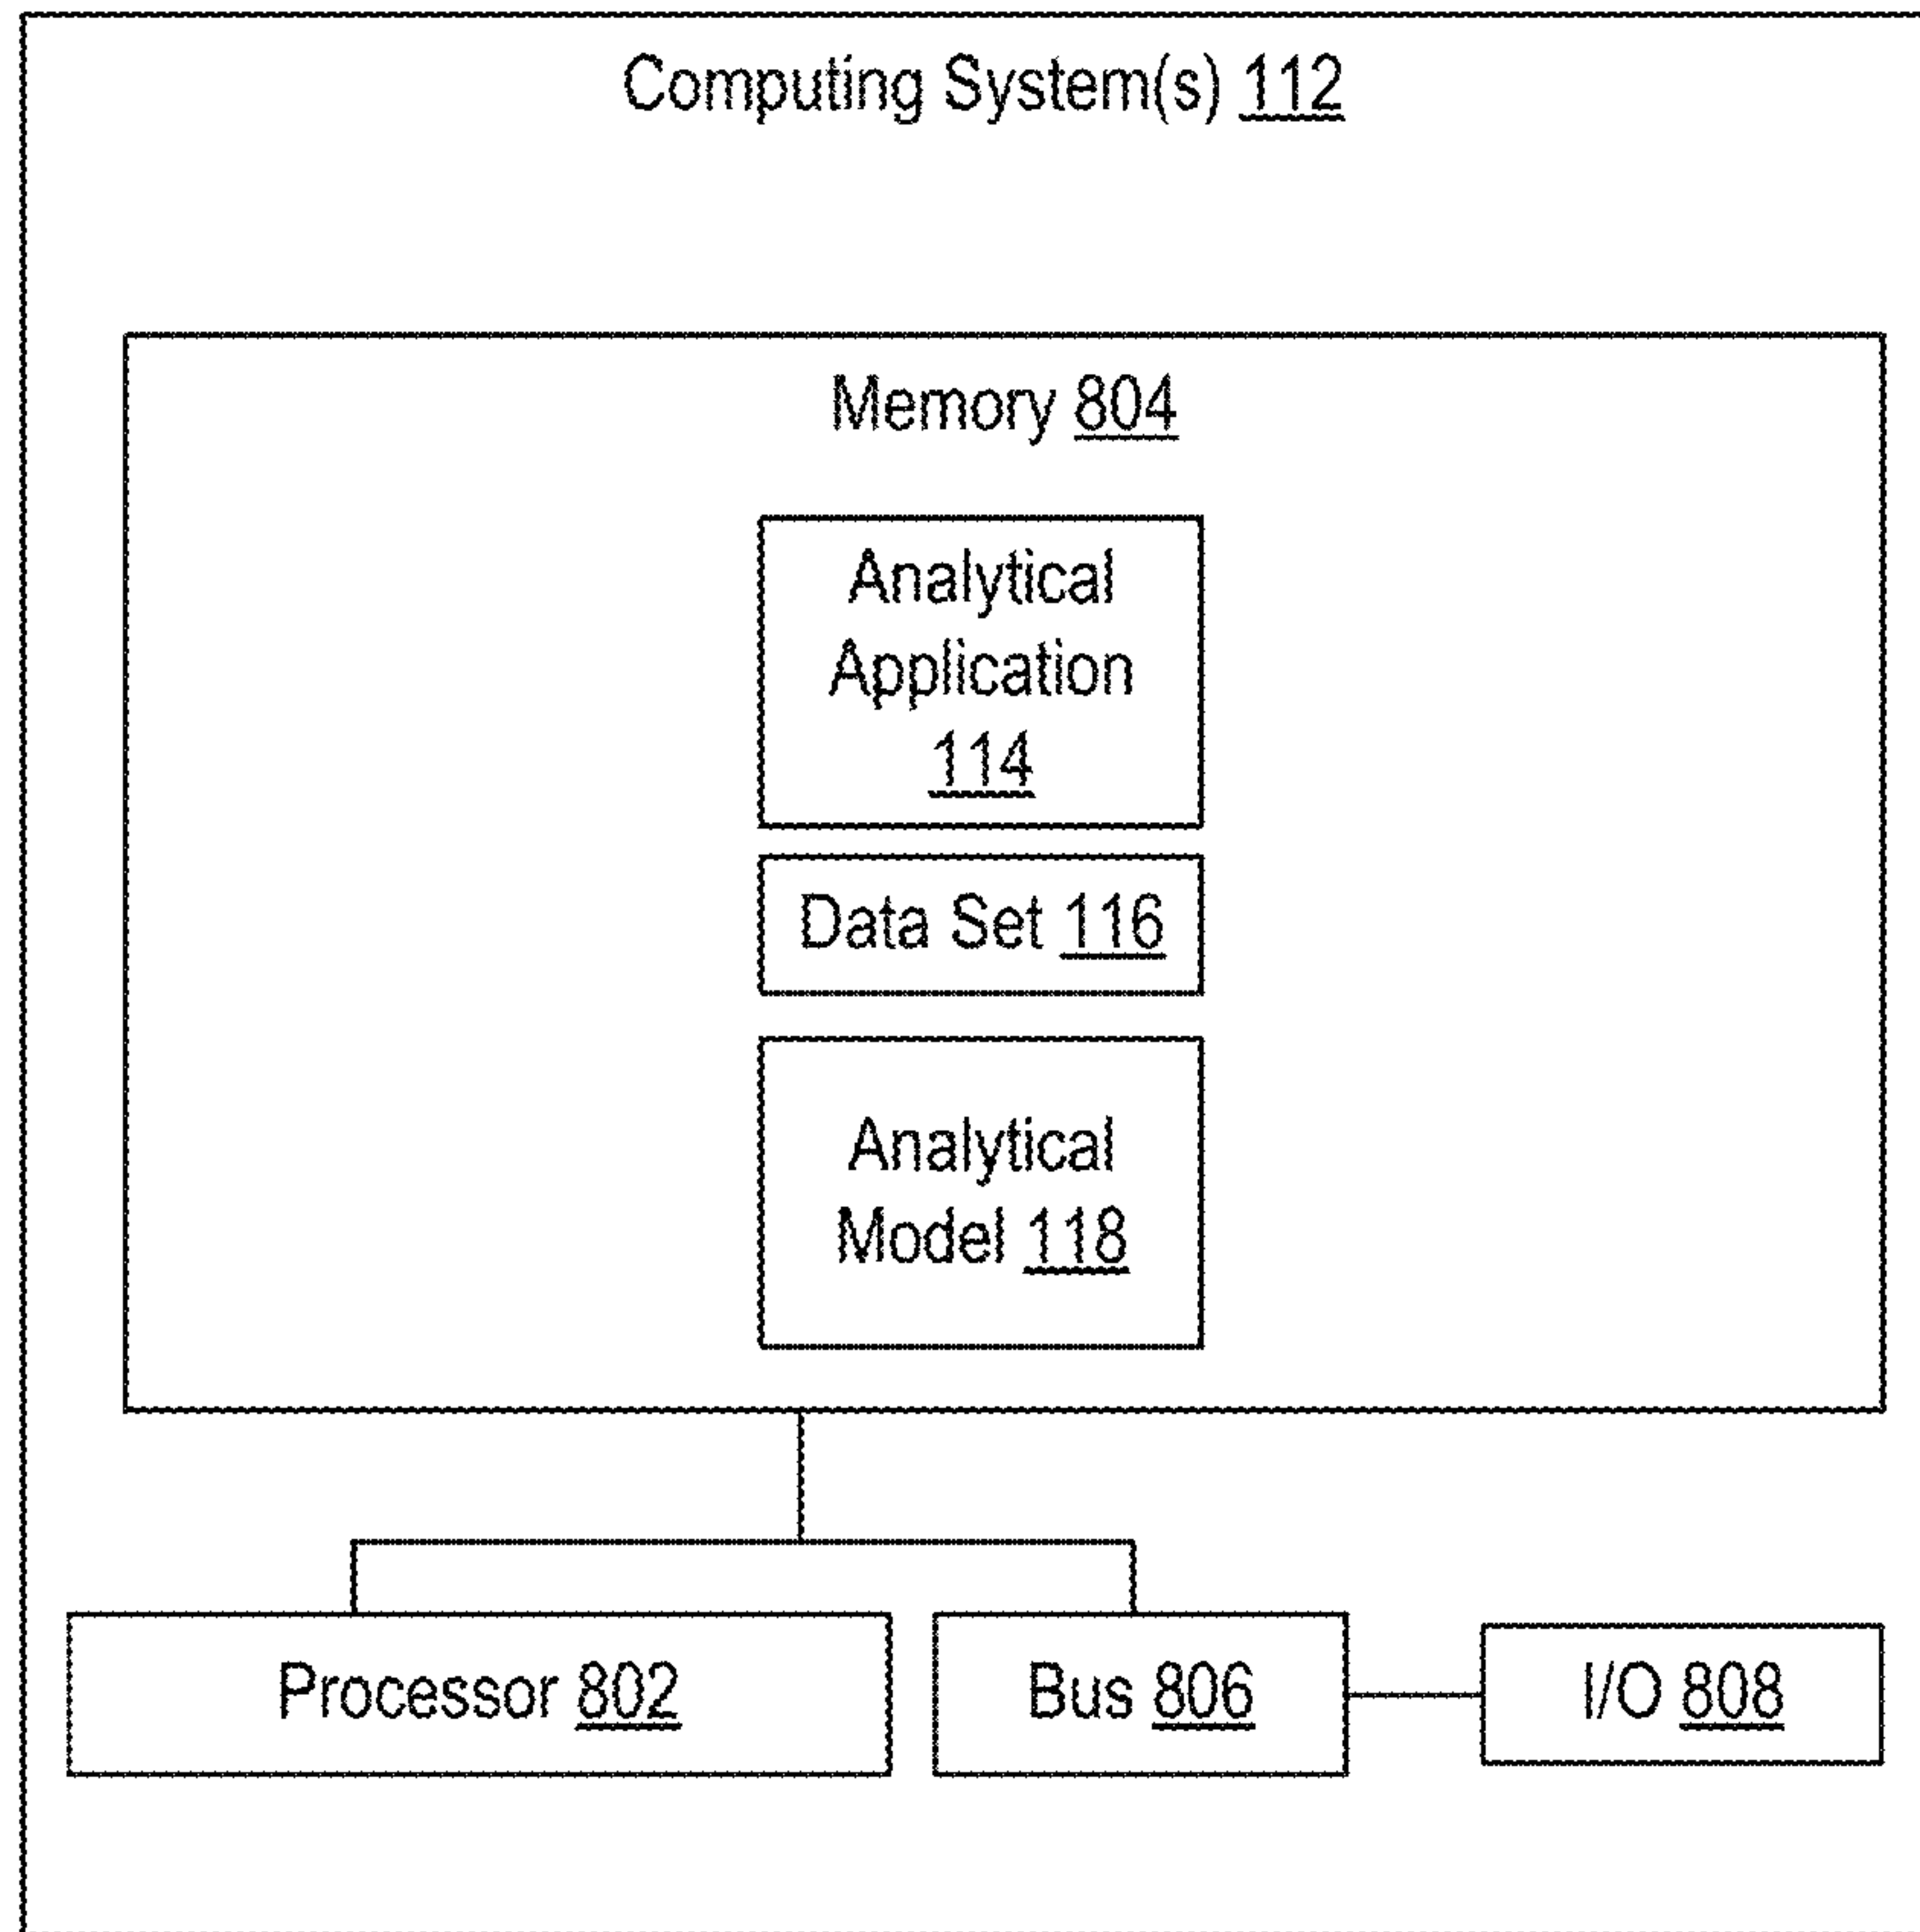 Computing System(s) 112
Memory 804
Analytical
Application
114
Data Set 116
Analytical
Model 118
Processor 802
Bus 806
I/O 808